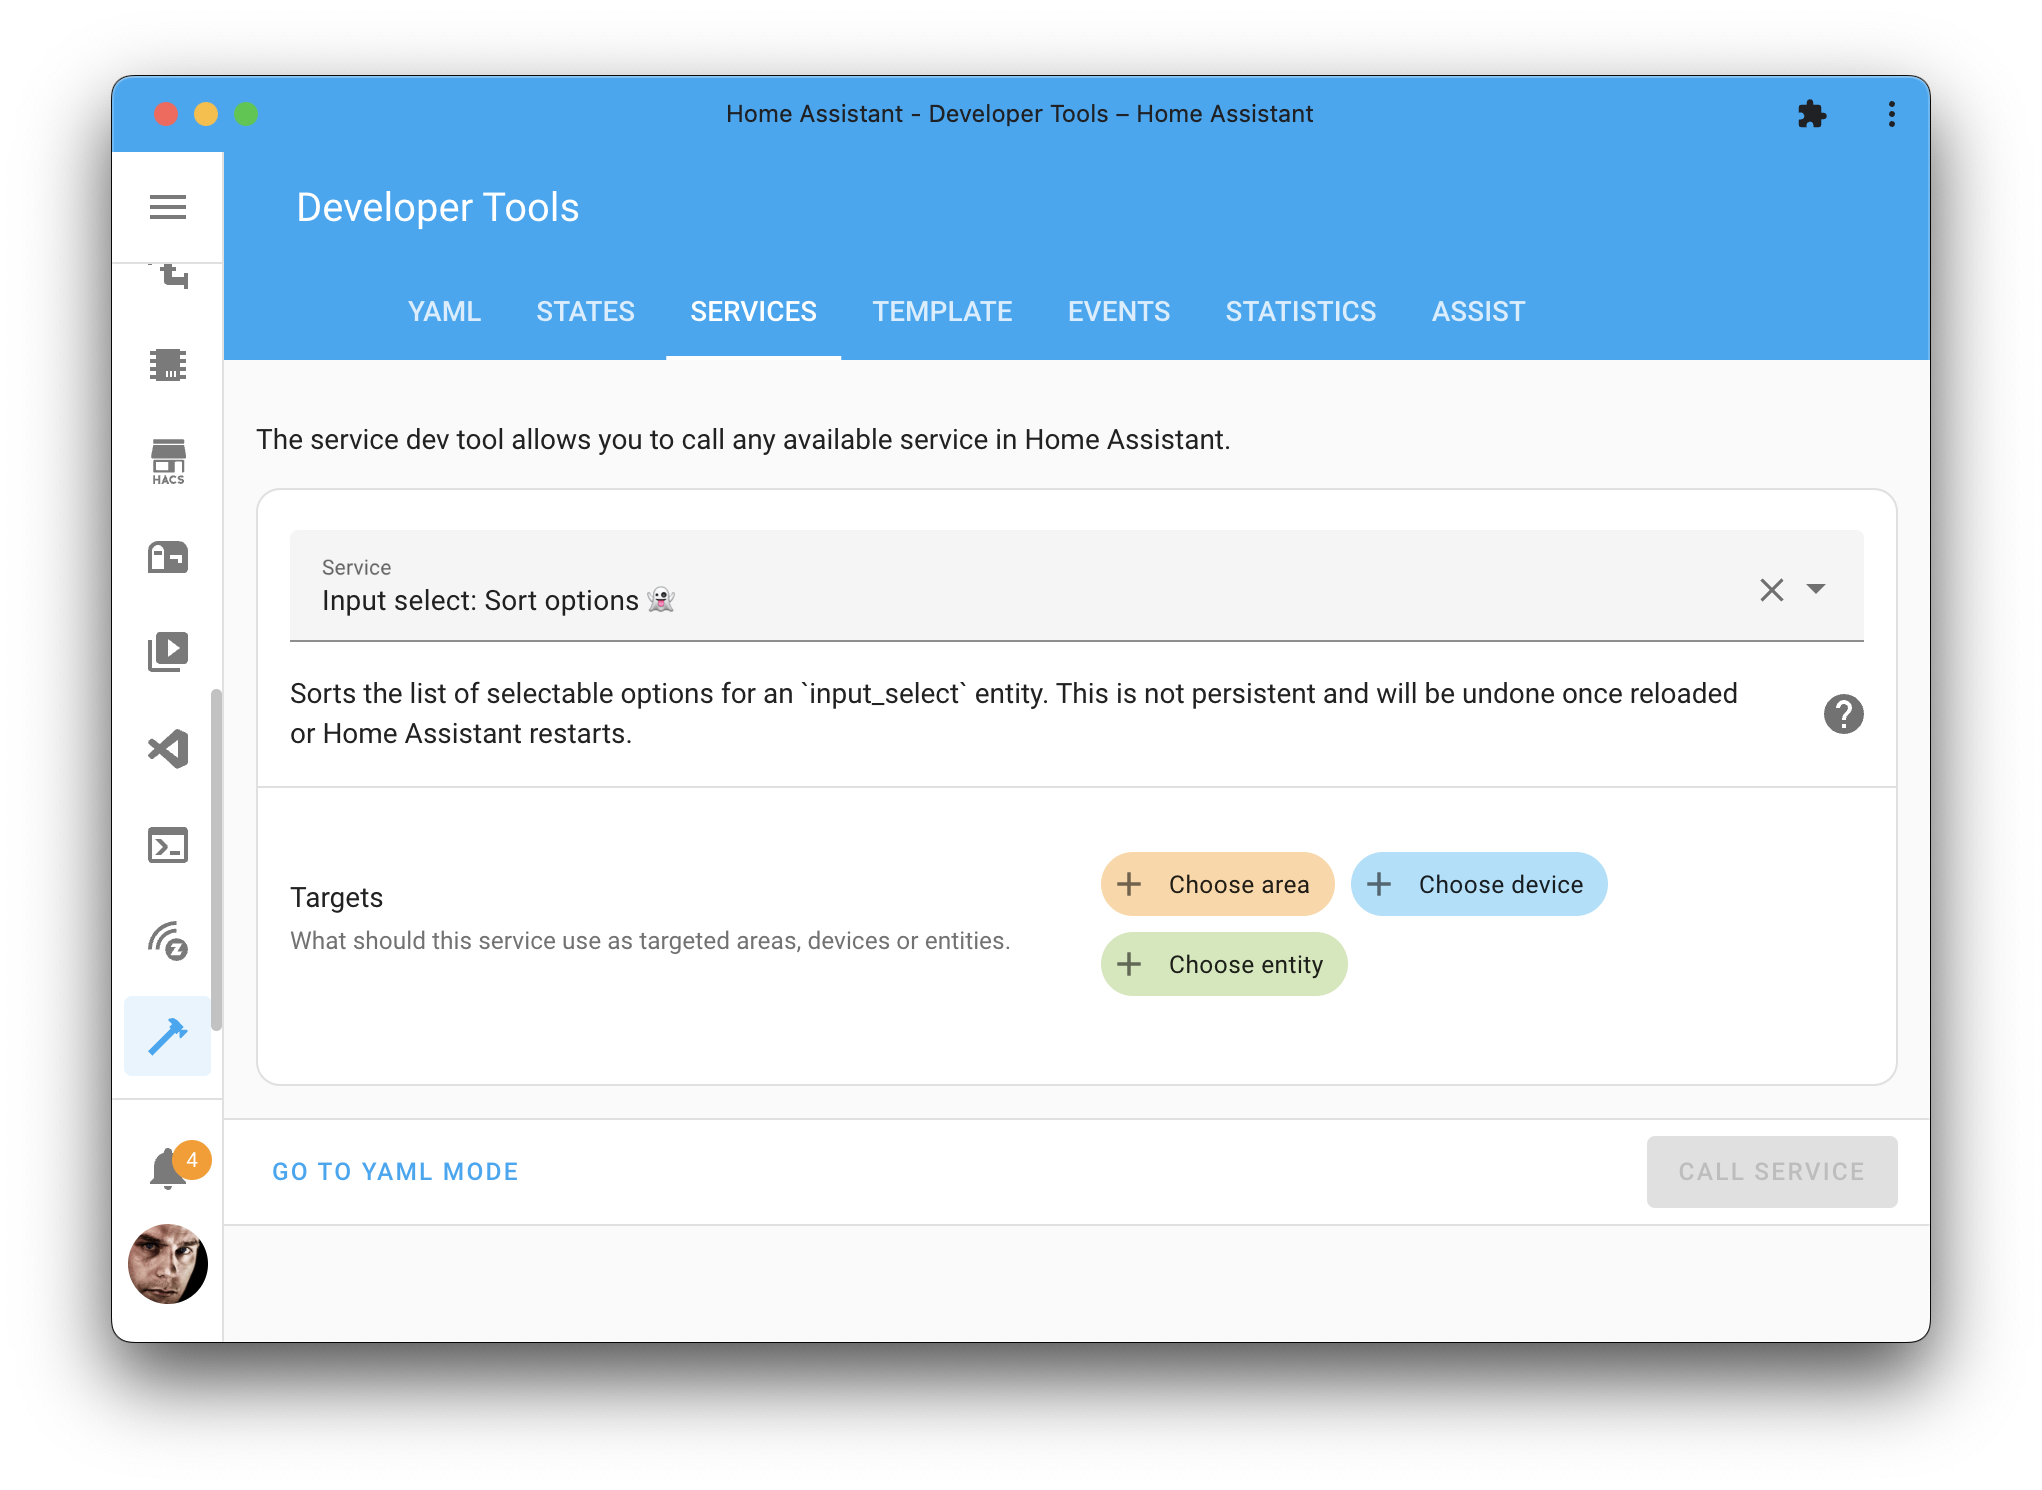 Home Assistant - Developer Tools – Home Assistant
Developer Tools
YAML STATES SERVICES TEMPLATE EVENTS STATISTICS ASSIST
HACS
The service dev tool allows you to call any available service in Home Assistant.
Service
Input select: Sort options 👻
Sorts the list of selectable options for an `input_select` entity. This is not persistent and will be undone once reloaded
or Home Assistant restarts.
Targets
What should this service use as targeted areas, devices or entities.
Choose area
Choose device
Choose entity
4
GO TO YAML MODE
CALL SERVICE